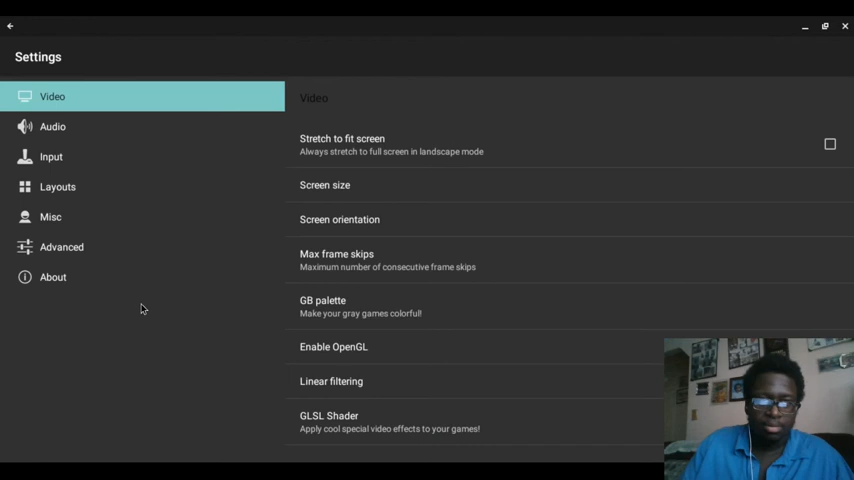 Settings
Video
Audio
Input
Layouts
Misc
Advanced
About
Video
Stretch to fit screen
Always stretch to full screen in landscape mode
Screen size
Screen orientation
Max frame skips
Maximum number of consecutive frame skips
GB palette
Make your gray games colorful!
Enable OpenGL
Linear filtering
GLSL Shader
Apply cool special video effects to your games!